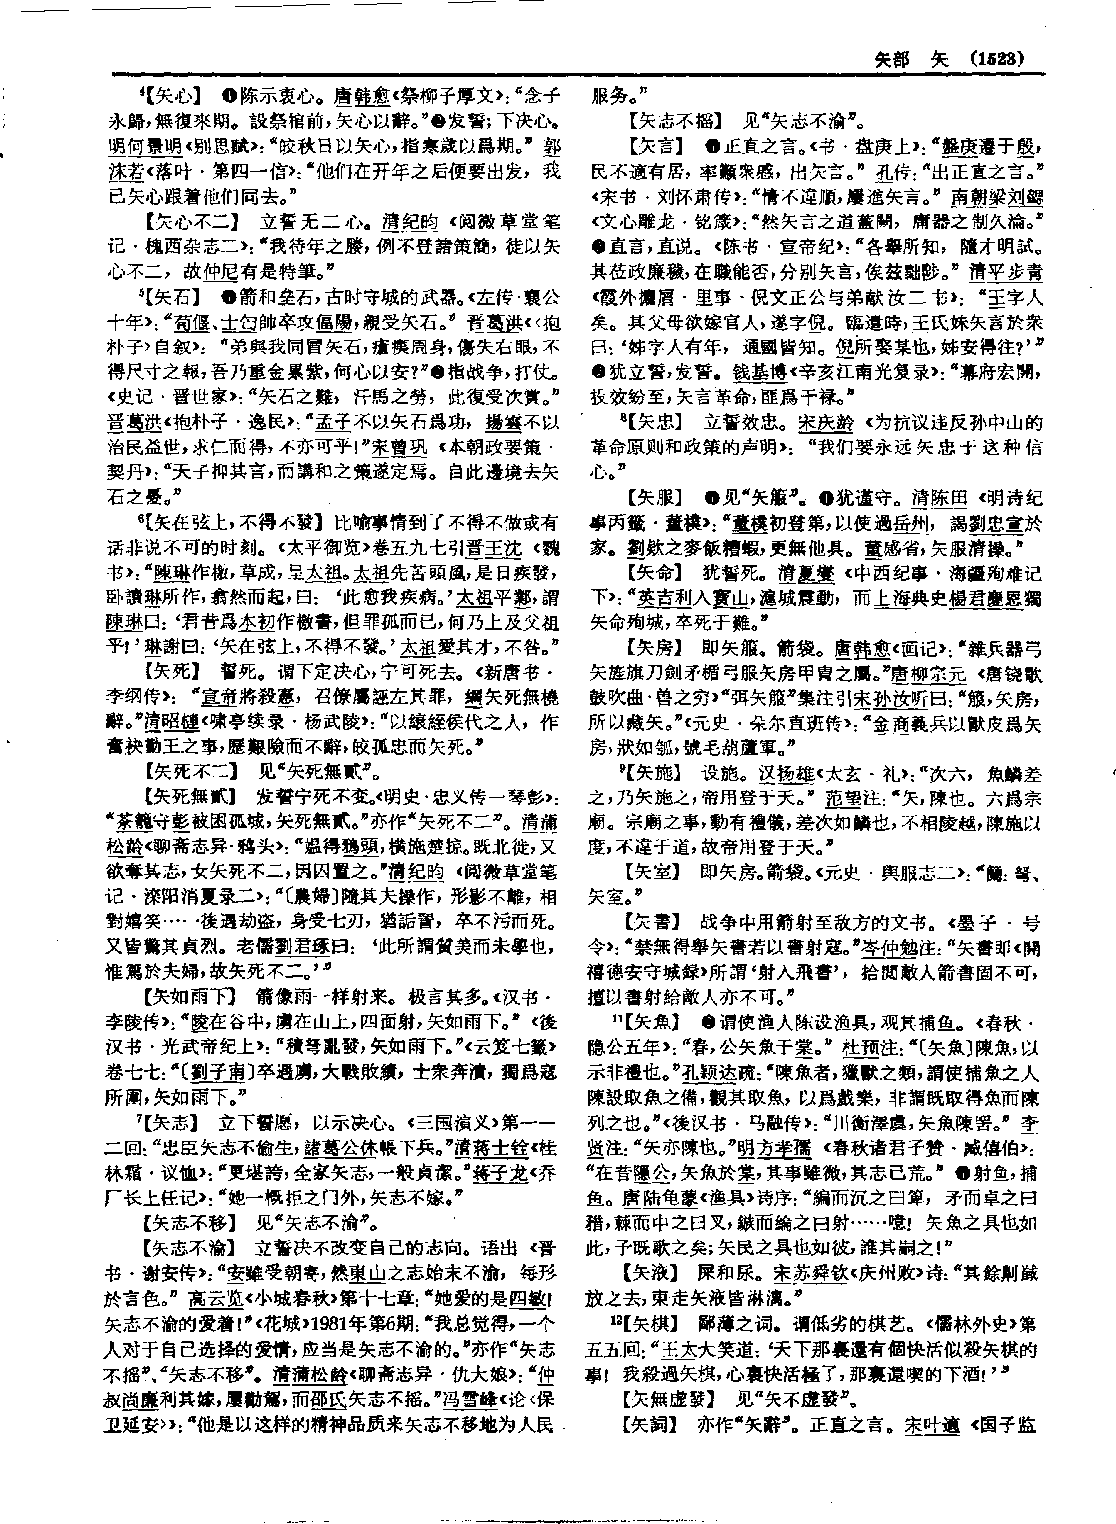 矢部　矢　(1523)
⁴【矢心】　❶陈示衷心。唐韩愈《祭柳子厚文》：“念子
永歸，無復來期。設祭棺前，矢心以辭。”❷发誓；下决心。
明何景明《别思赋》：“皎秋日以矢心，指寒歲以爲期。”　郭
沫若《落叶·第四一信》：“他们在开年之后便要出发，我
已矢心跟着他们同去。”
【矢心不二】　立誓无二心。清纪昀《阅微草堂笔
记·槐西杂志二》：“我待年之媵，例不登諸策簡，徒以矢
心不二，故仲尼有是特筆。”
⁵【矢石】　❶箭和垒石，古时守城的武器。《左传·襄公
十年》：“荀偃、士匄帥卒攻偪陽，親受矢石。”　晋葛洪《〈抱
朴子〉自叙》：“弟與我同冒矢石，瘡痍周身，傷失右眼，不
得尺寸之報，吾乃重金累紫，何心以安？”❷指战争，打仗。
《史记·晋世家》：“矢石之難，汗馬之勞，此復受次賞。”
晋葛洪《抱朴子·逸民》：“孟子不以矢石爲功，揚雲不以
治民益世，求仁而得，不亦可乎！”宋曾巩《本朝政要策·
契丹》：“天子抑其言，而講和之策遂定焉。自此邊境去矢
石之憂。”
⁶【矢在弦上，不得不發】比喻事情到了不得不做或有
话非说不可的时刻。《太平御览》卷五九七引晋王沈《魏
书》：“陳琳作檄，草成，呈太祖。太祖先苦頭風，是日疾發，
卧讀琳所作，翕然而起，曰：‘此愈我疾病。’太祖平鄴，謂
陳琳曰：‘君昔爲本初作檄書，但罪孤而已，何乃上及父祖
乎！’琳謝曰：‘矢在弦上，不得不發。’太祖愛其才，不咎。”
【矢死】　誓死。谓下定决心，宁可死去。《新唐书·
李纲传》：“宣帝將殺憲，召僚屬誣左其罪，綱矢死無橈
辭。”清昭槤《啸亭续录·杨武陵》：“以缞绖侯代之人，作
奮袂勤王之事，歷艱險而不辭，皎孤忠而矢死。”
【矢死不二】　见“矢死無貳”。
【矢死無貳】　发誓宁死不变。《明史·忠义传一琴彭》：
“茶籠守彭被困孤城，矢死無貳。”亦作“矢死不二”。清蒲
松龄《聊斋志异·鸦头》：“媪得鴉頭，横施楚掠。既北徙，又
欲奪其志，女矢死不二，因囚置之。”清纪昀《阅微草堂笔
记·滦阳消夏录二》：“〔農婦〕隨其夫操作，形影不離，相
對嬉笑……後遇劫盗，身受七刃，猶詬詈，卒不污而死。
又皆驚其貞烈。老儒劉君琢曰：‘此所謂質美而未學也，
惟篤於夫婦，故矢死不二。’”
【矢如雨下】　箭像雨一样射来。极言其多。《汉书·
李陵传》：“陵在谷中，虜在山上，四面射，矢如雨下。”《後
汉书·光武帝纪上》：“積弩亂發，矢如雨下。”《云笈七籤》
卷七七：“〔劉子南〕卒遇虜，大戰敗績，士衆奔潰，獨爲寇
所圍，矢如雨下。”
⁷【矢志】　立下誓愿，以示决心。《三国演义》第一一
二回：“忠臣矢志不偷生，諸葛公休帳下兵。”清蒋士铨《桂
林霜·议恤》：“更堪誇，全家矢志，一般貞潔。”蒋子龙《乔
厂长上任记》：“她一概拒之门外，矢志不嫁。”
【矢志不移】　见“矢志不渝”。
【矢志不渝】　立誓决不改变自己的志向。语出《晋
书·谢安传》：“安雖受朝寄，然東山之志始末不渝，每形
於言色。”　高云览《小城春秋》第十七章：“她爱的是四敏！
矢志不渝的爱着！”《花城》1981年第6期：“我总觉得，一个
人对于自己选择的爱情，应当是矢志不渝的。”亦作“矢志
不摇”、“矢志不移”。清蒲松龄《聊斋志异·仇大娘》：“仲
叔尚廉利其嫁，屢勸駕，而邵氏矢志不摇。”冯雪峰《论〈保
卫延安〉》：“他是以这样的精神品质来矢志不移地为人民
服务。”
【矢志不摇】　见“矢志不渝”。
【矢言】　❶正直之言。《书·盘庚上》：“盤庚遷于殷，
民不適有居，率籲衆慼，出矢言。”　孔传：“出正直之言。”
《宋书·刘怀肃传》：“情不違順，屢進矢言。”　南朝梁刘勰
《文心雕龙·铭箴》：“然矢言之道蓋闕，庸器之制久淪。”
❷直言，直说。《陈书·宣帝纪》：“各舉所知，隨才明試。
其莅政廉穢，在職能否，分别矢言，俟兹黜陟。”　清平步青
《霞外攟屑·里事·倪文正公与弟献汝二书》：“王字人
矣。其父母欲嫁官人，遂字倪。臨遣時，王氏姊矢言於衆
曰：‘姊字人有年，通國皆知。倪所娶某也，姊安得往？’”
❸犹立誓，发誓。钱基博《辛亥江南光复录》：“幕府宏開，
投效紛至，矢言革命，匪爲干禄。”
⁸【矢忠】　立誓效忠。宋庆龄《为抗议违反孙中山的
革命原则和政策的声明》：“我们要永远矢忠于这种信
心。”
【矢服】　❶见“矢箙”。❷犹谨守。清陈田《明诗纪
事丙籤·董樸》：“董樸初登第，以使過岳州，謁劉忠宣於
家。劉欸之麥飯糟蝦，更無他具。董感省，矢服清操。”
【矢命】　犹誓死。清夏燮《中西纪事·海疆殉难记
下》：“英吉利入寶山，滬城震動，而上海典史楊君慶恩獨
矢命殉城，卒死于難。”
【矢房】　即矢箙。箭袋。唐韩愈《画记》：“雜兵器弓
矢旌旗刀劍矛楯弓服矢房甲胄之屬。”唐柳宗元《唐铙歌
鼓吹曲·兽之穷》“弭矢箙”集注引宋孙汝听曰：“箙，矢房，
所以藏矢。”《元史·朵尔直班传》：“金商義兵以獸皮爲矢
房，狀如瓠，號毛葫蘆軍。”
⁹【矢施】　设施。汉扬雄《太玄·礼》：“次六，魚鱗差
之，乃矢施之，帝用登于天。”　范望注：“矢，陳也。六爲宗
廟。宗廟之事，動有禮儀，差次如鱗也，不相陵越，陳施以
度，不違于道，故帝用登于天。”
【矢室】　即矢房。箭袋。《元史·舆服志二》：“韉：弩、
矢室。”
【矢書】　战争中用箭射至敌方的文书。《墨子·号
令》：“禁無得舉矢書若以書射寇。”岑仲勉注：“矢書即《開
禧德安守城録》所謂‘射入飛書’，拾閲敵人箭書固不可，
擅以書射給敵人亦不可。”
¹¹【矢魚】　❶谓使渔人陈设渔具，观其捕鱼。《春秋·
隐公五年》：“春，公矢魚于棠。”　杜预注：“〔矢魚〕陳魚，以
示非禮也。”孔颖达疏：“陳魚者，獵獸之類，謂使捕魚之人
陳設取魚之備，觀其取魚，以爲戲樂，非謂既取得魚而陳
列之也。”《後汉书·马融传》：“川衡澤虞，矢魚陳罟。”　李
贤注：“矢亦陳也。”明方孝孺《春秋诸君子赞·臧僖伯》：
“在昔隱公，矢魚於棠，其事雖微，其志已荒。”　❷射鱼，捕
鱼。唐陆龟蒙《渔具》诗序：“編而沉之曰箄，矛而卓之曰
矠，棘而中之曰叉，鏃而綸之曰射……噫！矢魚之具也如
此，予既歌之矣；矢民之具也如彼，誰其嗣之！”
【矢液】　屎和尿。宋苏舜钦《庆州败》诗：“其餘劓馘
放之去，東走矢液皆淋漓。”
¹²【矢棋】　鄙薄之词。谓低劣的棋艺。《儒林外史》第
五五回：“王太大笑道：‘天下那裏還有個快活似殺矢棋的
事！我殺過矢棋，心裏快活極了，那裏還喫的下酒！’”
【矢無虚發】　见“矢不虚發”。
【矢詞】　亦作“矢辭”。正直之言。宋叶適《国子监